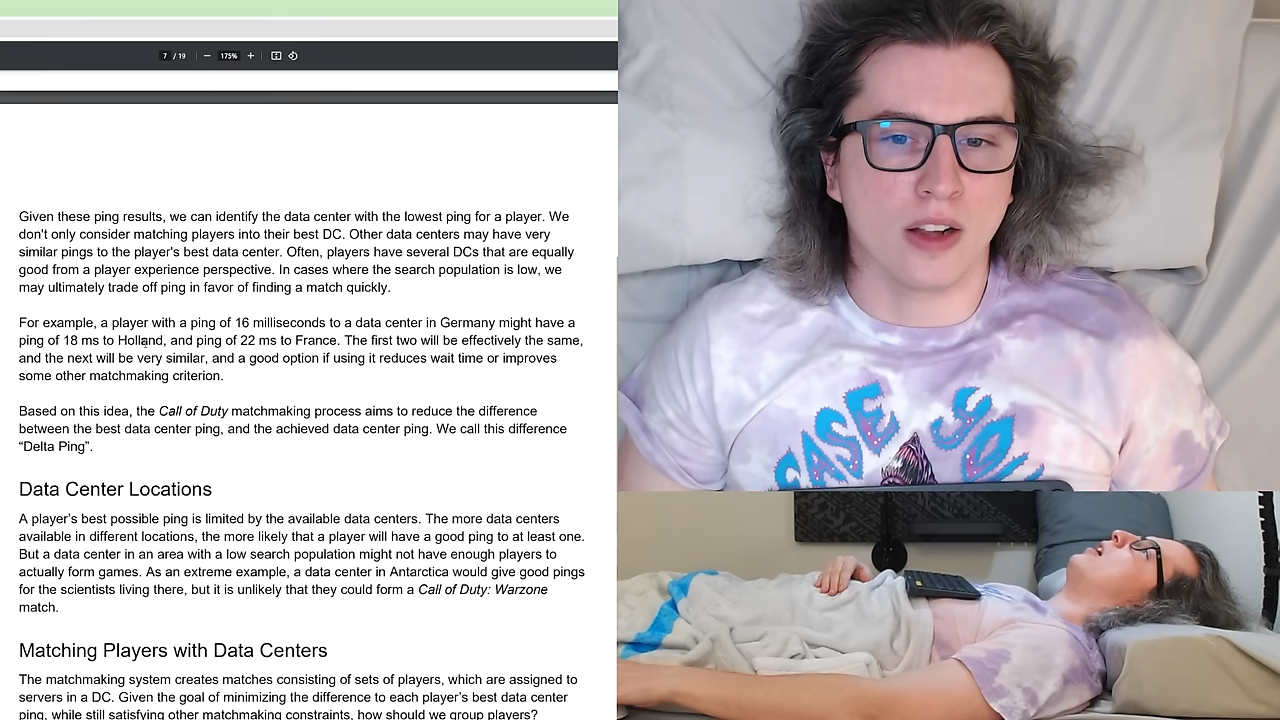 7 / 19
175%
Given these ping results, we can identify the data center with the lowest ping for a player. We
don't only consider matching players into their best DC. Other data centers may have very
similar pings to the player's best data center. Often, players have several DCs that are equally
good from a player experience perspective. In cases where the search population is low, we
may ultimately trade off ping in favor of finding a match quickly.
For example, a player with a ping of 16 milliseconds to a data center in Germany might have a
ping of 18 ms to Holland, and ping of 22 ms to France. The first two will be effectively the same,
and the next will be very similar, and a good option if using it reduces wait time or improves
some other matchmaking criterion.
Based on this idea, the Call of Duty matchmaking process aims to reduce the difference
between the best data center ping, and the achieved data center ping. We call this difference
“Delta Ping”.
Data Center Locations
A player’s best possible ping is limited by the available data centers. The more data centers
available in different locations, the more likely that a player will have a good ping to at least one.
But a data center in an area with a low search population might not have enough players to
actually form games. As an extreme example, a data center in Antarctica would give good pings
for the scientists living there, but it is unlikely that they could form a Call of Duty: Warzone
match.
Matching Players with Data Centers
The matchmaking system creates matches consisting of sets of players, which are assigned to
servers in a DC. Given the goal of minimizing the difference to each player’s best data center
ping, while still satisfying other matchmaking constraints, how should we group players?